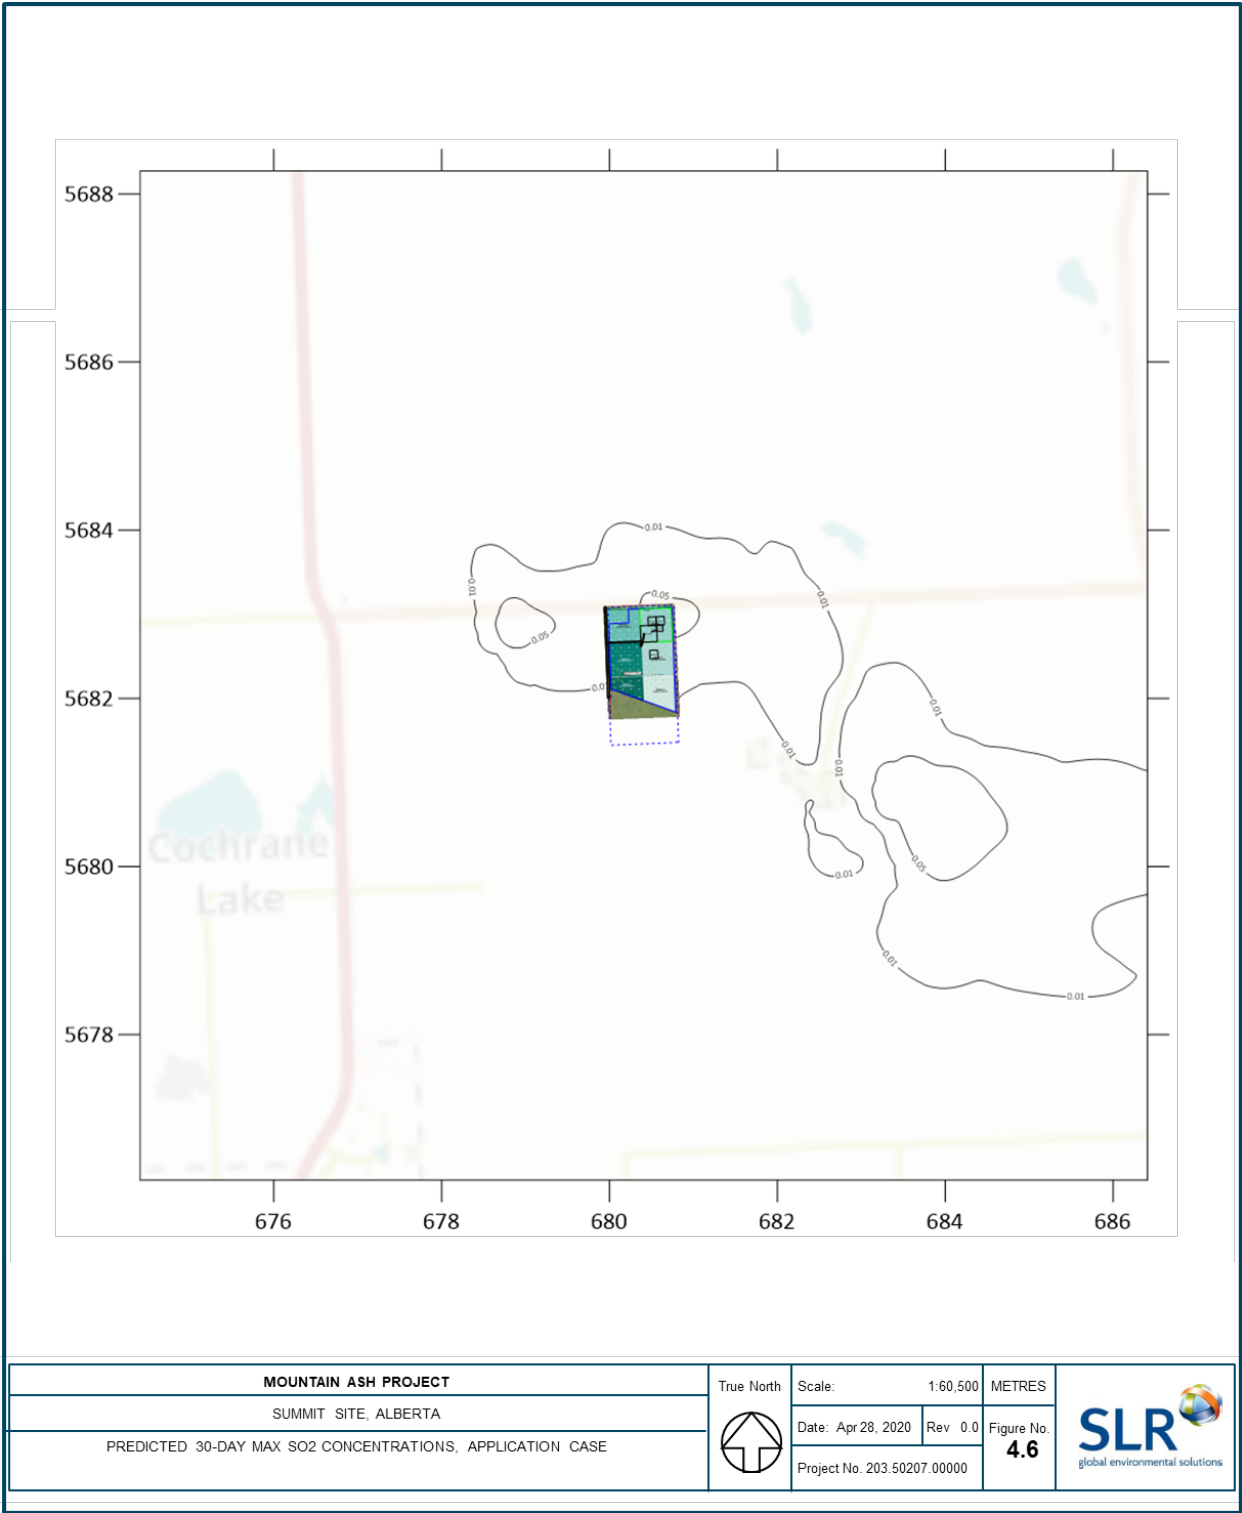 5688
5686
5684
0.01
0.01
0.05
0.01
0.05
5682
0.01
0.01
0.01
0.01
Cochrane
Lake
5680
0.05
0.01
0.01
0.01
5678
676 678 680 682 684 686
MOUNTAIN ASH PROJECT
SUMMIT SITE, ALBERTA
PREDICTED 30-DAY MAX SO2 CONCENTRATIONS, APPLICATION CASE
True North
Scale: 1:60,500
METRES
Date: Apr 28, 2020
Rev 0.0
Figure No.
4.6
Project No. 203.50207.00000
SLR
global environmental solutions